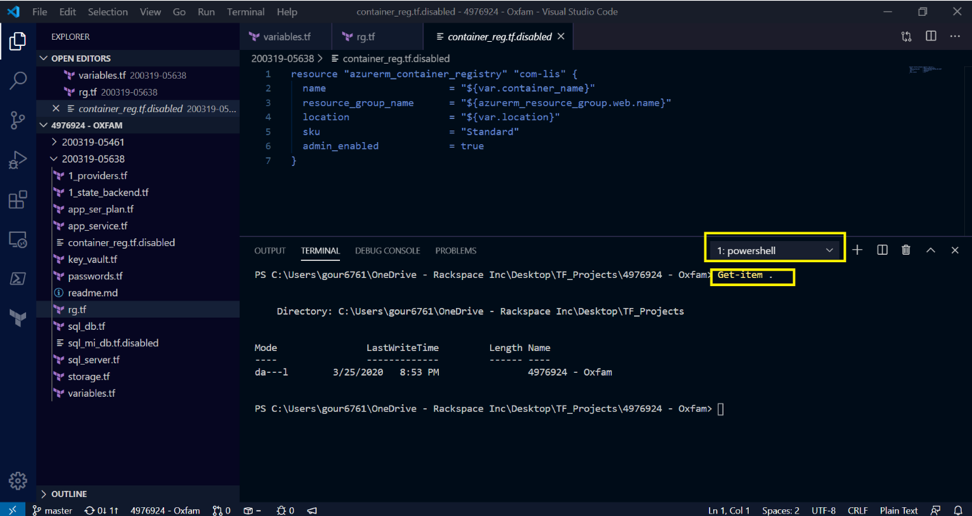 File Edit Selection View Go Run Terminal Help container_reg.tf.disabled - 4976924 - Oxfam - Visual Studio Code
EXPLORER
OPEN EDITORS
variables.tf 200319-05638
rg.tf 200319-05638
container_reg.tf.disabled 200319-05...
4976924 - OXFAM
200319-05461
200319-05638
1_providers.tf
1_state_backend.tf
app_ser_plan.tf
app_service.tf
container_reg.tf.disabled
key_vault.tf
passwords.tf
readme.md
rg.tf
sql_db.tf
sql_mi_db.tf.disabled
sql_server.tf
storage.tf
variables.tf
OUTLINE
variables.tf rg.tf container_reg.tf.disabled
200319-05638 > container_reg.tf.disabled
1 resource "azurerm_container_registry" "com-lis" {
2 name = "${var.container_name}"
3 resource_group_name = "${azurerm_resource_group.web.name}"
4 location = "${var.location}"
5 sku = "Standard"
6 admin_enabled = true
7 }
OUTPUT TERMINAL DEBUG CONSOLE PROBLEMS 1: powershell
PS C:\Users\gour6761\OneDrive - Rackspace Inc\Desktop\TF_Projects\4976924 - Oxfam> Get-item .
Directory: C:\Users\gour6761\OneDrive - Rackspace Inc\Desktop\TF_Projects
Mode LastWriteTime Length Name
---- ------------- ------ ----
da---l 3/25/2020 8:53 PM 4976924 - Oxfam
PS C:\Users\gour6761\OneDrive - Rackspace Inc\Desktop\TF_Projects\4976924 - Oxfam>
master 0↓ 1↑ 4976924 - Oxfam 0 - 0 Ln 1, Col 1 Spaces: 2 UTF-8 CRLF Plain Text